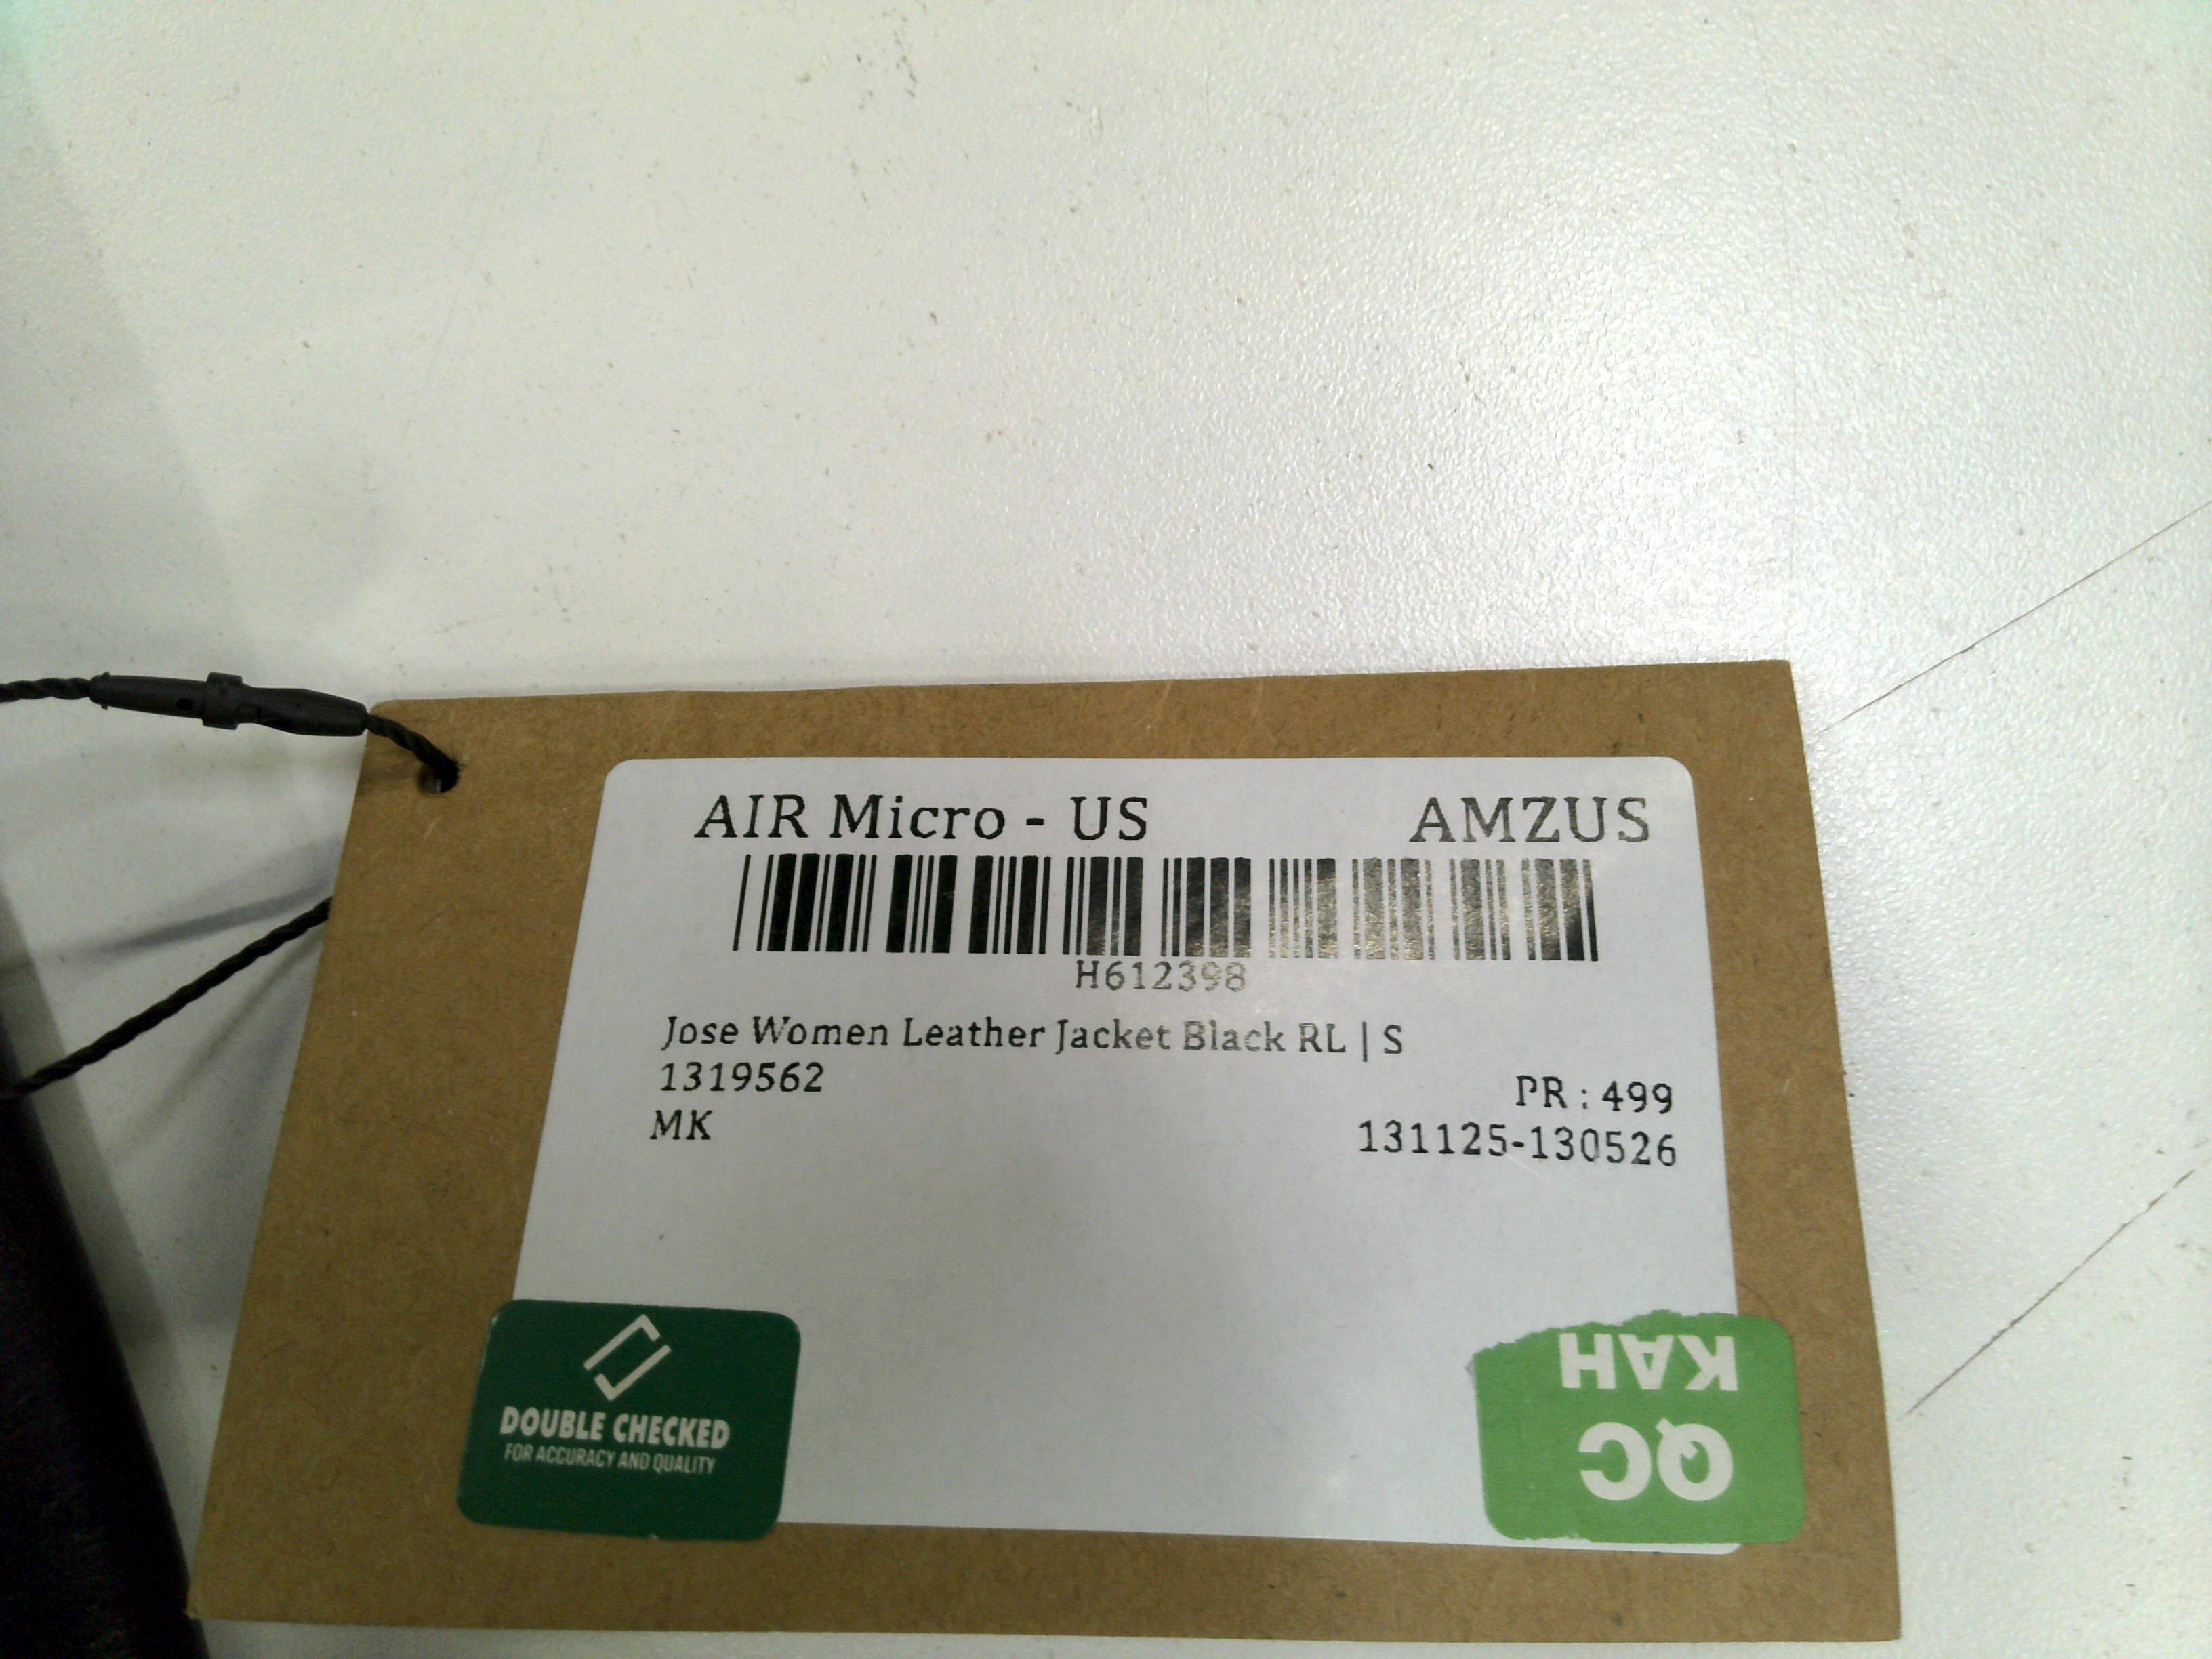 AIR Micro - US AMZUS
H612398
Jose Women Leather Jacket Black RL | S
1319562
PR : 499
MK
131125-130526
DOUBLE CHECKED
FOR ACCURACY AND QUALITY
QC
KAH